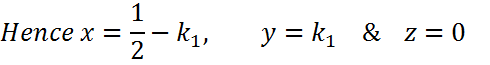 Hence x = 1/2 − k₁, y = k₁ & z = 0